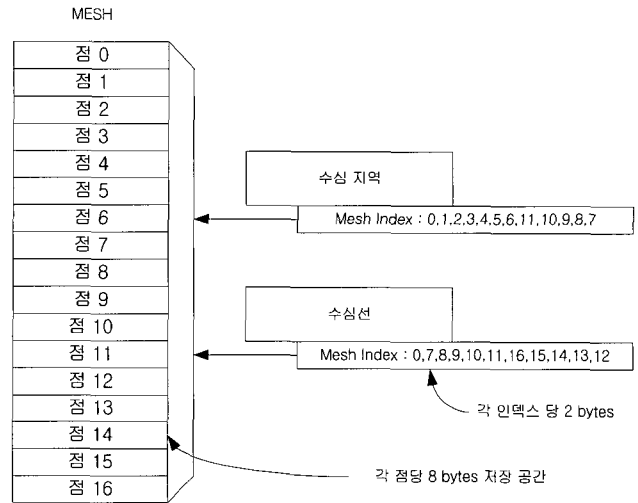 MESH
점 0
점 1
점 2
점 3
점 4
점 5
점 6
점 7
점 8
점 9
점 10
점 11
점 12
점 13
점 14
점 15
점 16
수심 지역
Mesh Index : 0,1,2,3,4,5,6,11,10,9,8,7
수심선
Mesh Index : 0,7,8,9,10,11,16,15,14,13,12
각 인덱스 당 2 bytes
각 점당 8 bytes 저장 공간